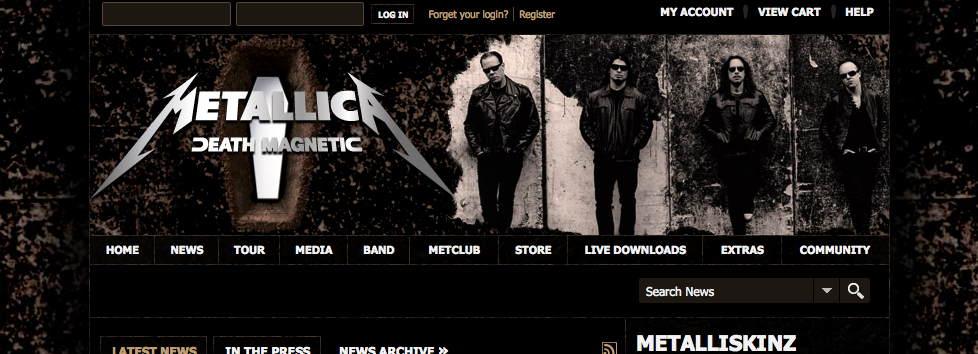 LOG IN Forget your login? Register MY ACCOUNT VIEW CART HELP
METALLICA
DEATH MAGNETIC
HOME NEWS TOUR MEDIA BAND METCLUB STORE LIVE DOWNLOADS EXTRAS COMMUNITY
Search News
LATEST NEWS IN THE PRESS NEWS ARCHIVE »
METALLISKINZ